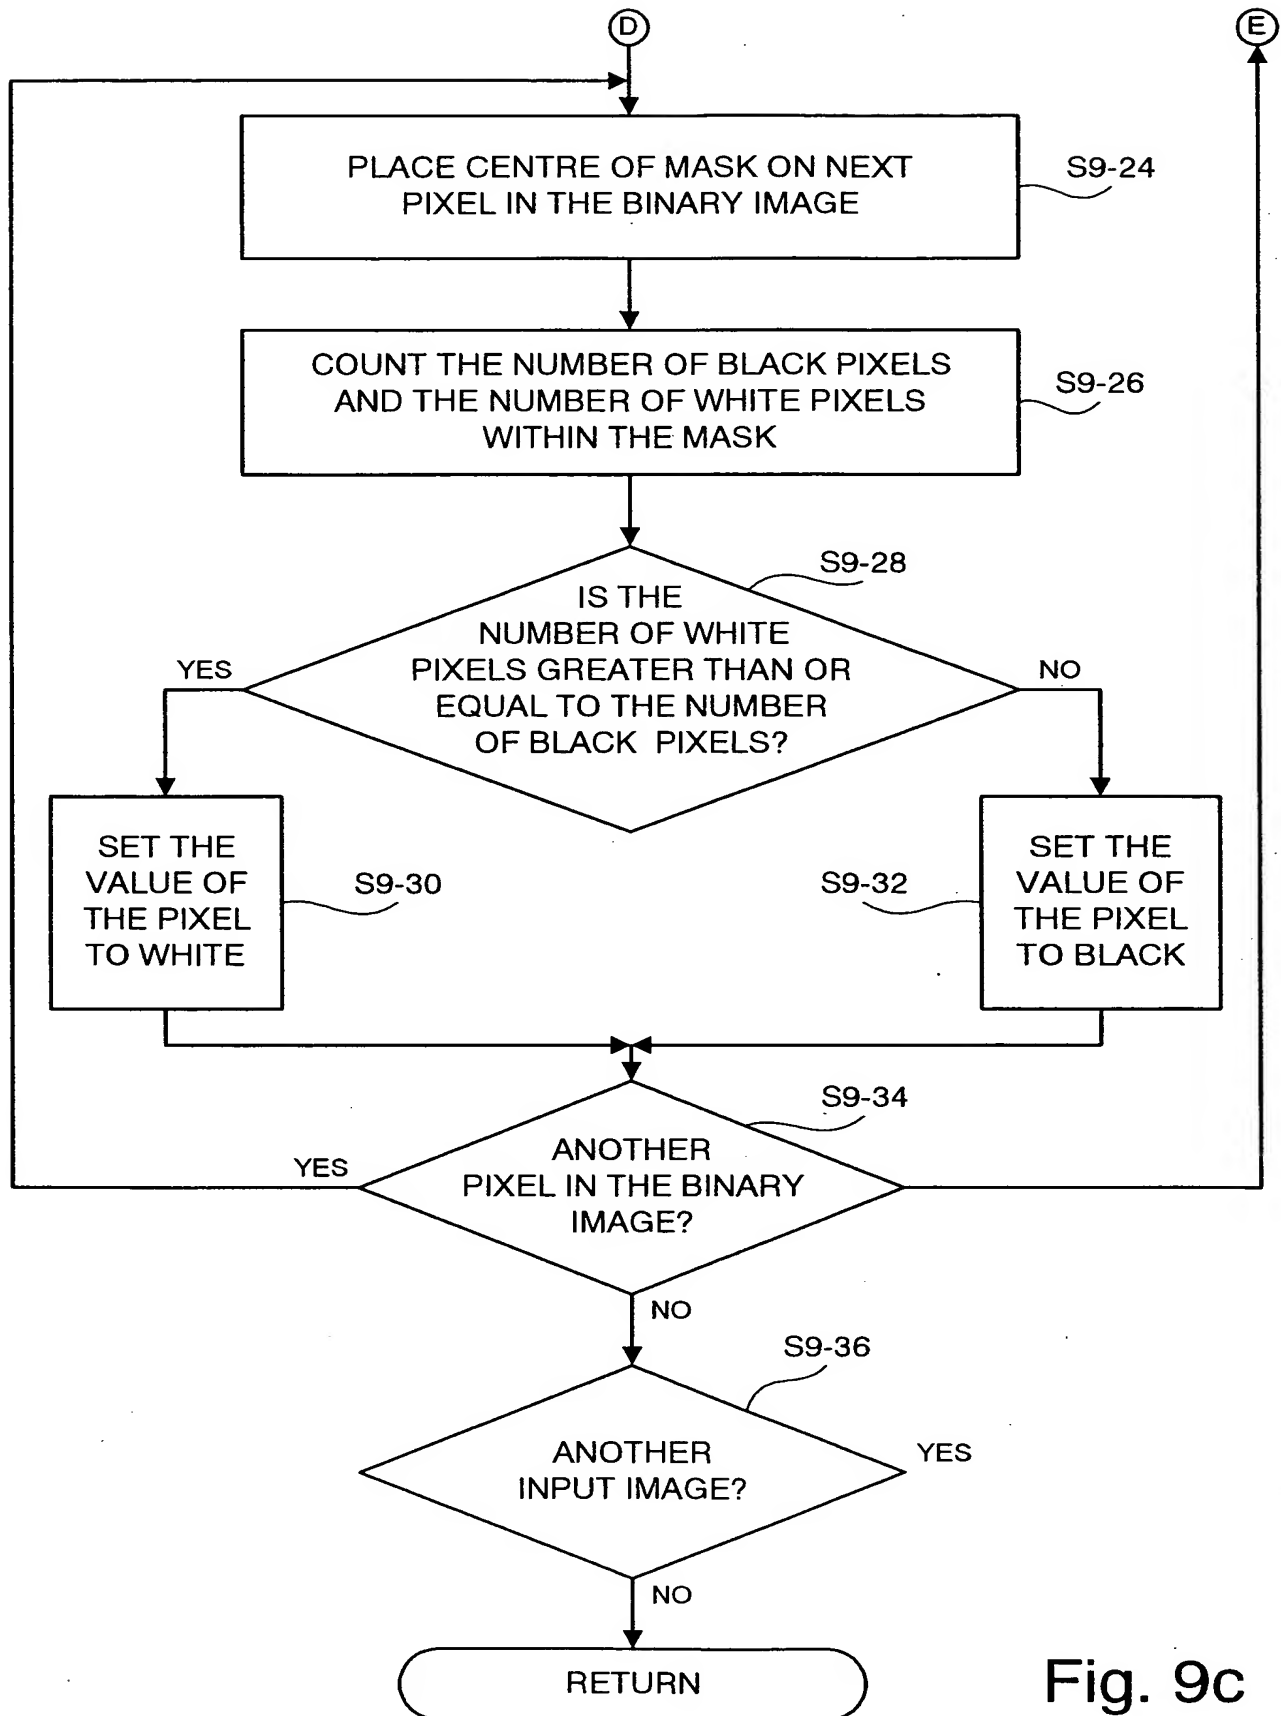 D
E
PLACE CENTRE OF MASK ON NEXT
PIXEL IN THE BINARY IMAGE
S9-24
COUNT THE NUMBER OF BLACK PIXELS
AND THE NUMBER OF WHITE PIXELS
WITHIN THE MASK
S9-26
S9-28
IS THE
NUMBER OF WHITE
PIXELS GREATER THAN OR
EQUAL TO THE NUMBER
OF BLACK PIXELS?
YES
NO
SET THE
VALUE OF
THE PIXEL
TO WHITE
S9-30
S9-32
SET THE
VALUE OF
THE PIXEL
TO BLACK
S9-34
ANOTHER
PIXEL IN THE BINARY
IMAGE?
YES
NO
S9-36
ANOTHER
INPUT IMAGE?
YES
NO
RETURN
Fig. 9c